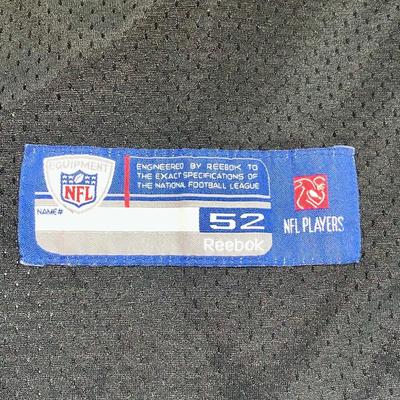 EQUIPMENT
NFL
ENGINEERED BY REEBOK TO
THE EXACT SPECIFICATIONS OF
THE NATIONAL FOOTBALL LEAGUE
NAME#
52
Reebok
NFL PLAYERS